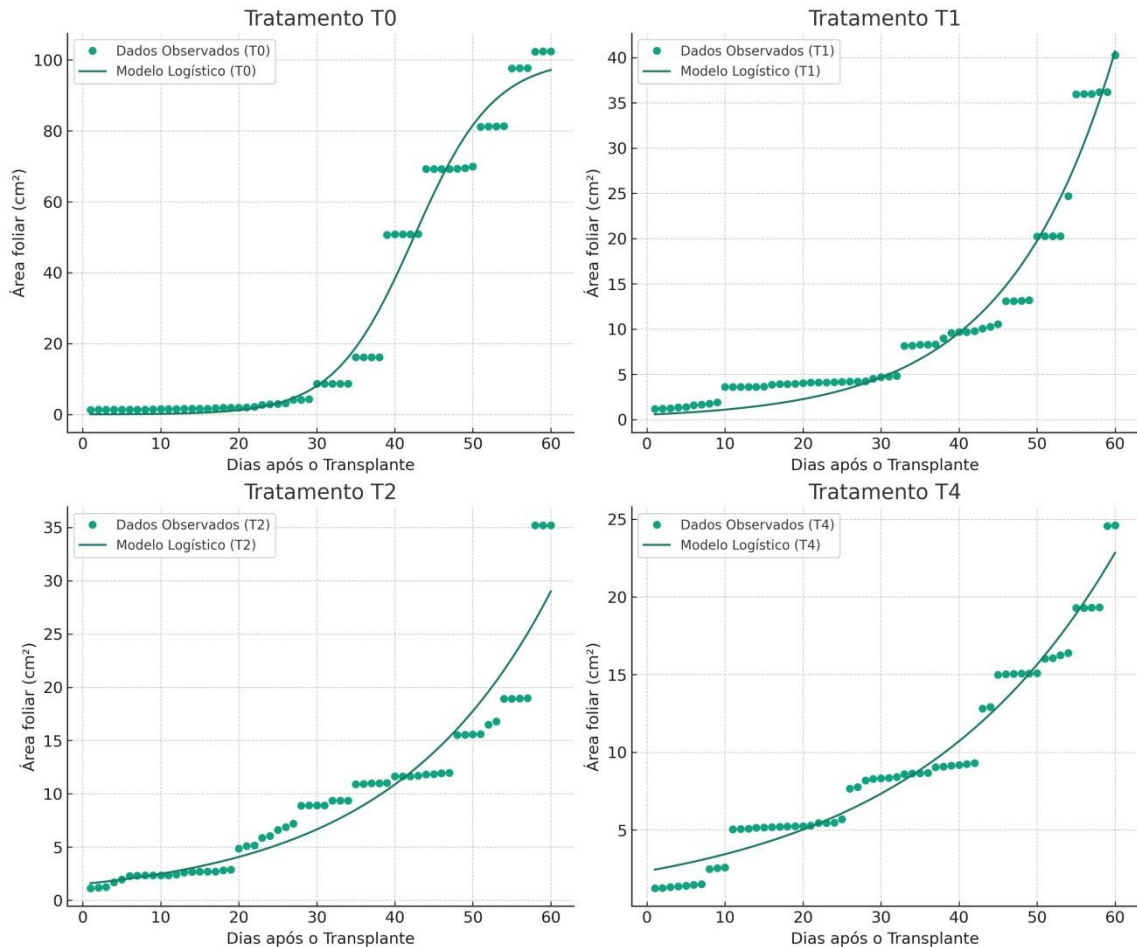 Tratamento T0
Dados Observados (T0)
Modelo Logístico (T0)
Área foliar (cm²)
100
80
60
40
20
0
0 10 20 30 40 50 60
Dias após o Transplante
Tratamento T1
Dados Observados (T1)
Modelo Logístico (T1)
Área foliar (cm²)
40
35
30
25
20
15
10
5
0
0 10 20 30 40 50 60
Dias após o Transplante
Tratamento T2
Dados Observados (T2)
Modelo Logístico (T2)
Área foliar (cm²)
35
30
25
20
15
10
5
0
0 10 20 30 40 50 60
Dias após o Transplante
Tratamento T4
Dados Observados (T4)
Modelo Logístico (T4)
Área foliar (cm²)
25
20
15
10
5
0 10 20 30 40 50 60
Dias após o Transplante